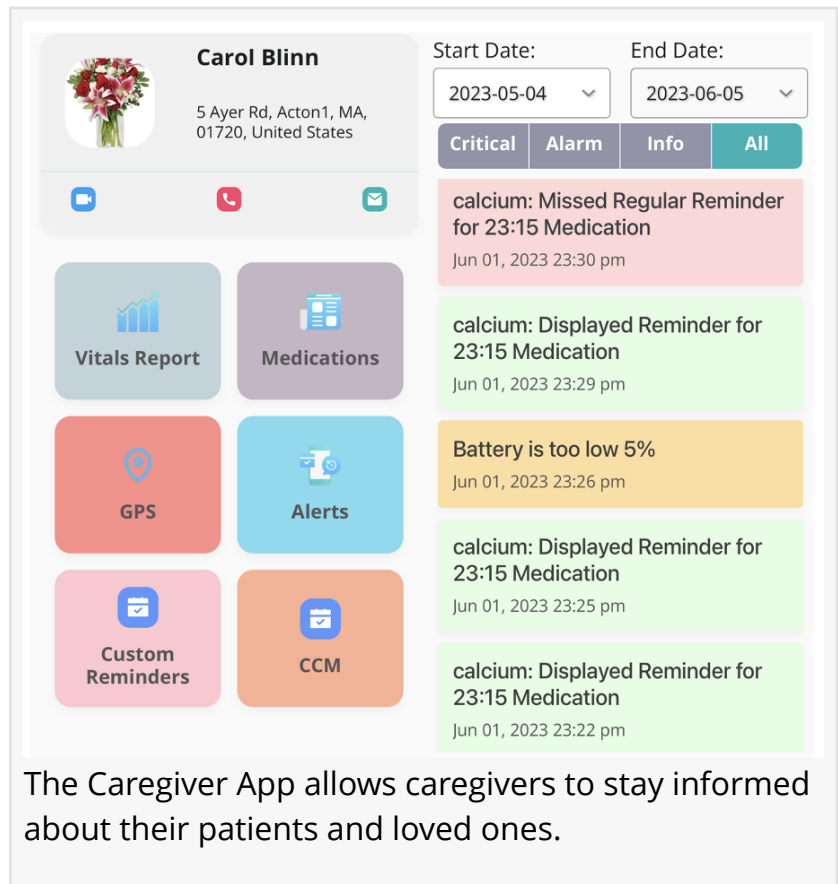 Carol Blinn
5 Ayer Rd, Acton1, MA,
01720, United States
Vitals Report
Medications
GPS
Alerts
Custom
Reminders
CCM
Start Date:
End Date:
2023-05-04
2023-06-05
Critical
Alarm
Info
All
calcium: Missed Regular Reminder
for 23:15 Medication
Jun 01, 2023 23:30 pm
calcium: Displayed Reminder for
23:15 Medication
Jun 01, 2023 23:29 pm
Battery is too low 5%
Jun 01, 2023 23:26 pm
calcium: Displayed Reminder for
23:15 Medication
Jun 01, 2023 23:25 pm
calcium: Displayed Reminder for
23:15 Medication
Jun 01, 2023 23:22 pm
The Caregiver App allows caregivers to stay informed
about their patients and loved ones.